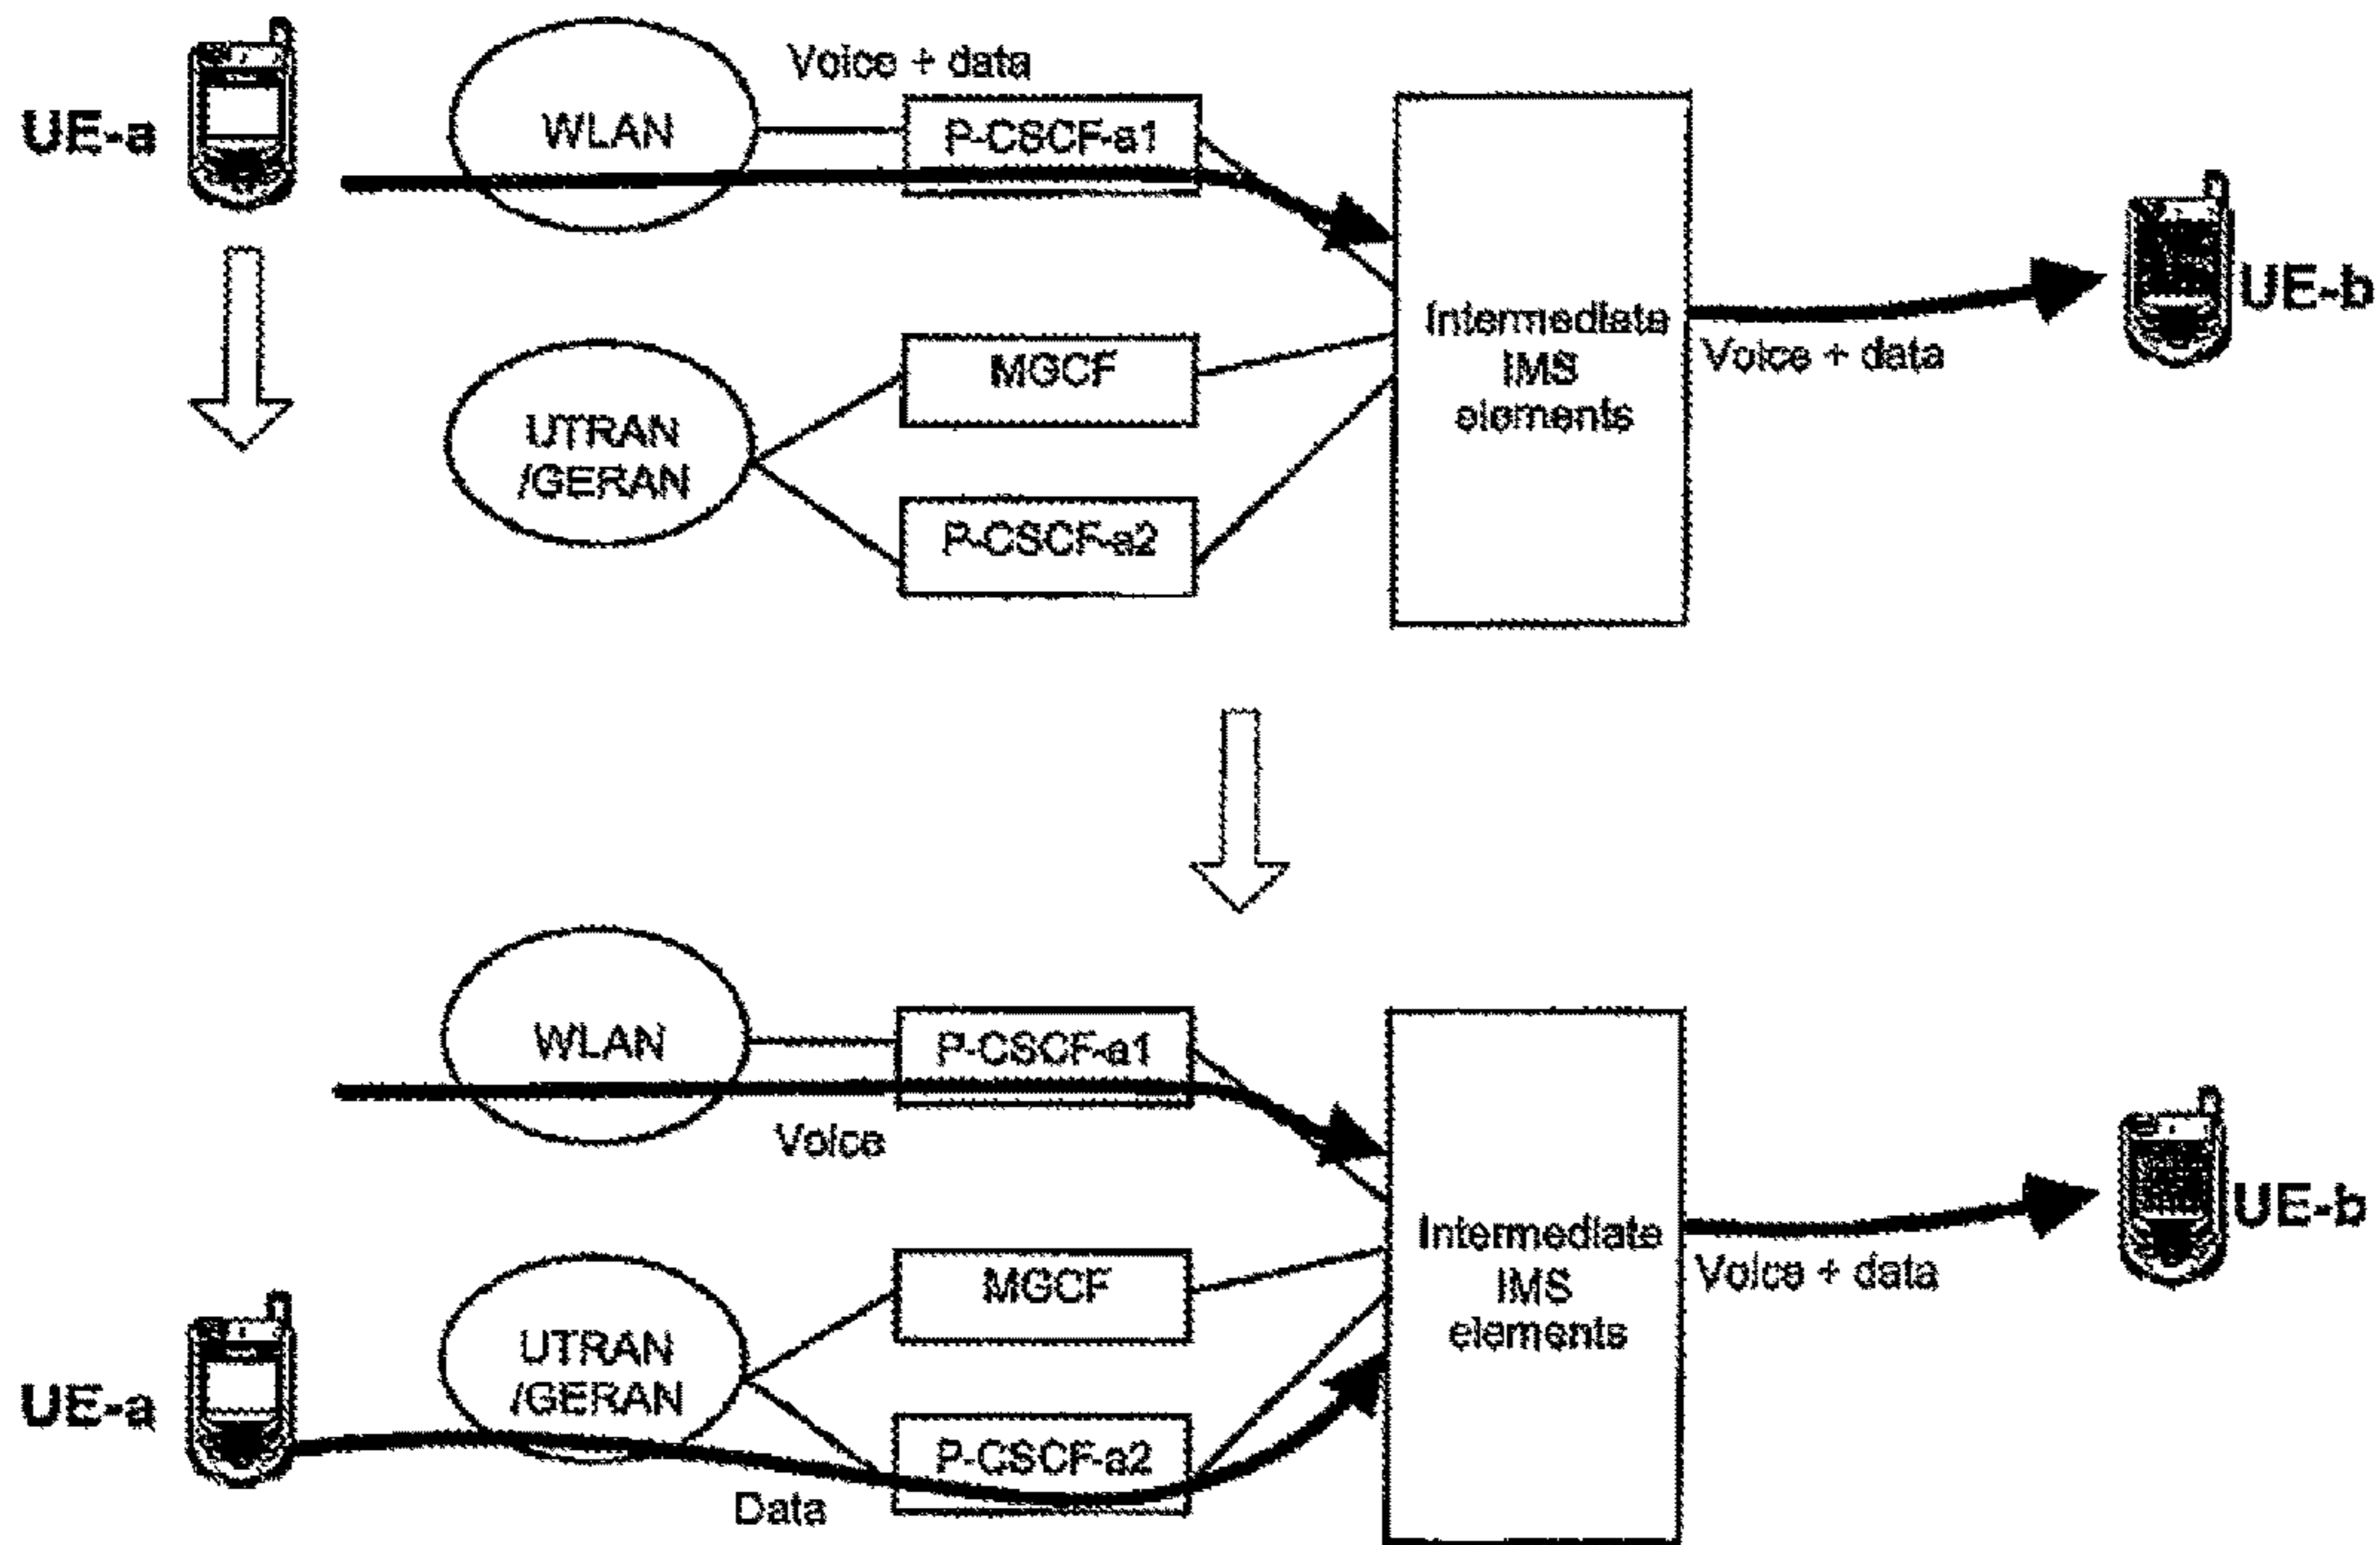 Voice + data
UE-a
WLAN
P-CSCF-a1
UE-b
Intermediate
IMS
elements
Voice + data
MGCF
UTRAN
/GERAN
P-CSCF-a2
WLAN
P-CSCF-a1
Voice
UE-b
Intermediate
IMS
elements
Voice + data
MGCF
UTRAN
/GERAN
UE-a
P-CSCF-a2
Data